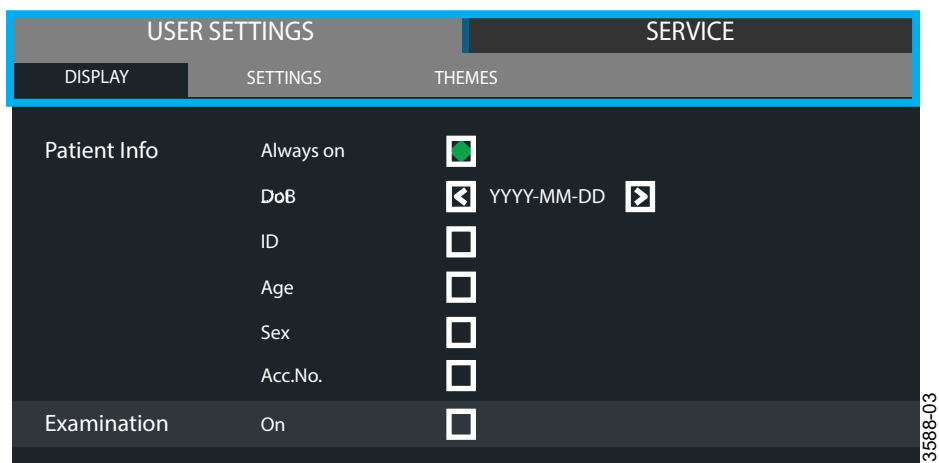 USER SETTINGS SERVICE
DISPLAY SETTINGS THEMES
Patient Info Always on
DoB YYYY-MM-DD
ID
Age
Sex
Acc.No.
Examination On
3588-03